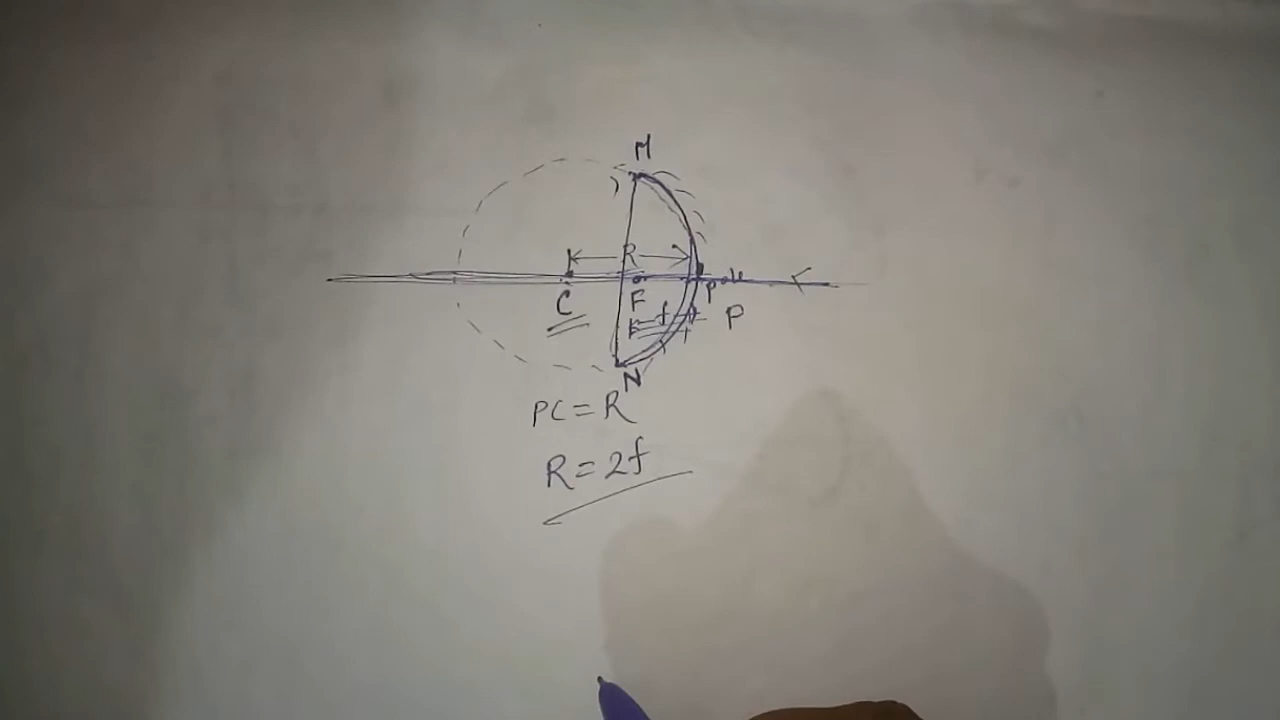 M
R
C F P Pole
f P
N
PC = R
R = 2f